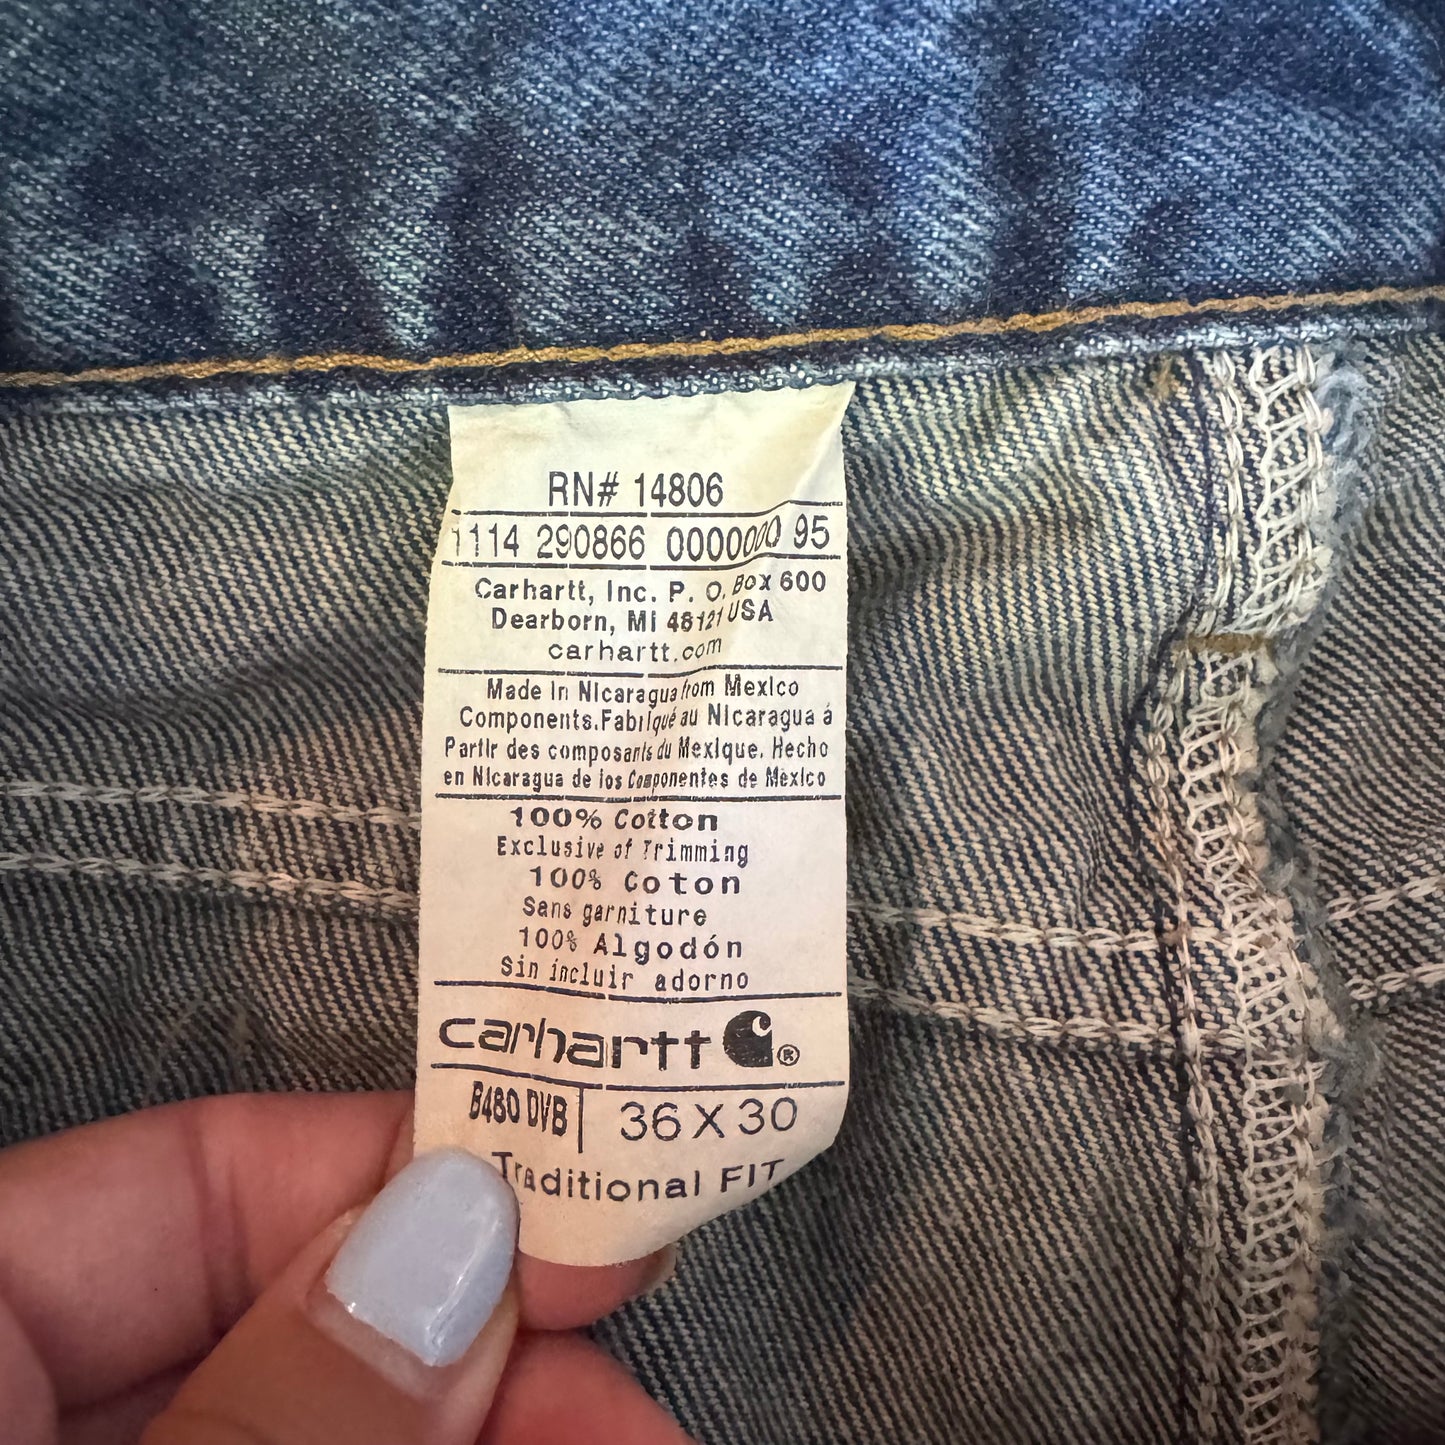 RN# 14806
1114 290866 0000000 95
Carhartt, Inc. P. O. Box 600
Dearborn, MI 48121 USA
carhartt.com
Made In Nicaragua from Mexico
Components.Fabriqué au Nicaragua á
Partir des composants du Mexique. Hecho
en Nicaragua de los Componentes de Mexico
100% Cotton
Exclusive of Trimming
100% Coton
Sans garniture
100% Algodón
Sin incluir adorno
carhartt ®
B480 DVB 36 X 30
Traditional FIT